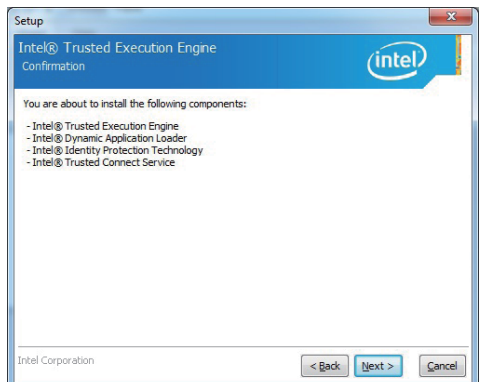 Setup
Intel® Trusted Execution Engine
Confirmation
intel
You are about to install the following components:
- Intel® Trusted Execution Engine
- Intel® Dynamic Application Loader
- Intel® Identity Protection Technology
- Intel® Trusted Connect Service
Intel Corporation
< Back
Next >
Cancel